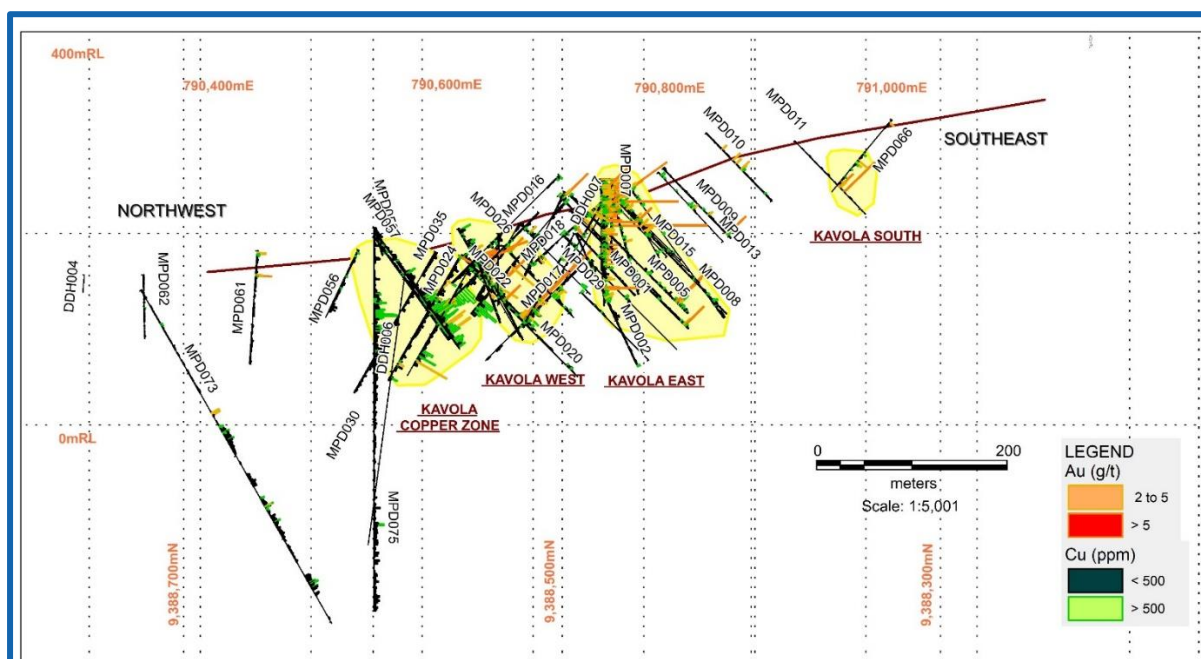 400mRL
790,400mE
790,600mE
790,800mE
791,000mE
NORTHWEST
SOUTHEAST
DDH004
MPD062
MPD061
MPD073
MPD056
MPD057
DDH006
MPD030
MPD075
MPD035
MPD024
MPD022
MPD016
MPD018
MPD017
MPD020
DDH007
MPD007
MPD029
MPD001
MPD002
MPD005
MPD015
MPD008
MPD009
MPD013
MPD010
MPD011
MPD066
KAVOLA SOUTH
KAVOLA WEST
KAVOLA EAST
KAVOLA
COPPER ZONE
0mRL
0
200
meters
Scale: 1:5,001
LEGEND
Au (g/t)
2 to 5
> 5
Cu (ppm)
< 500
> 500
9,388,700mN
9,388,500mN
9,388,300mN